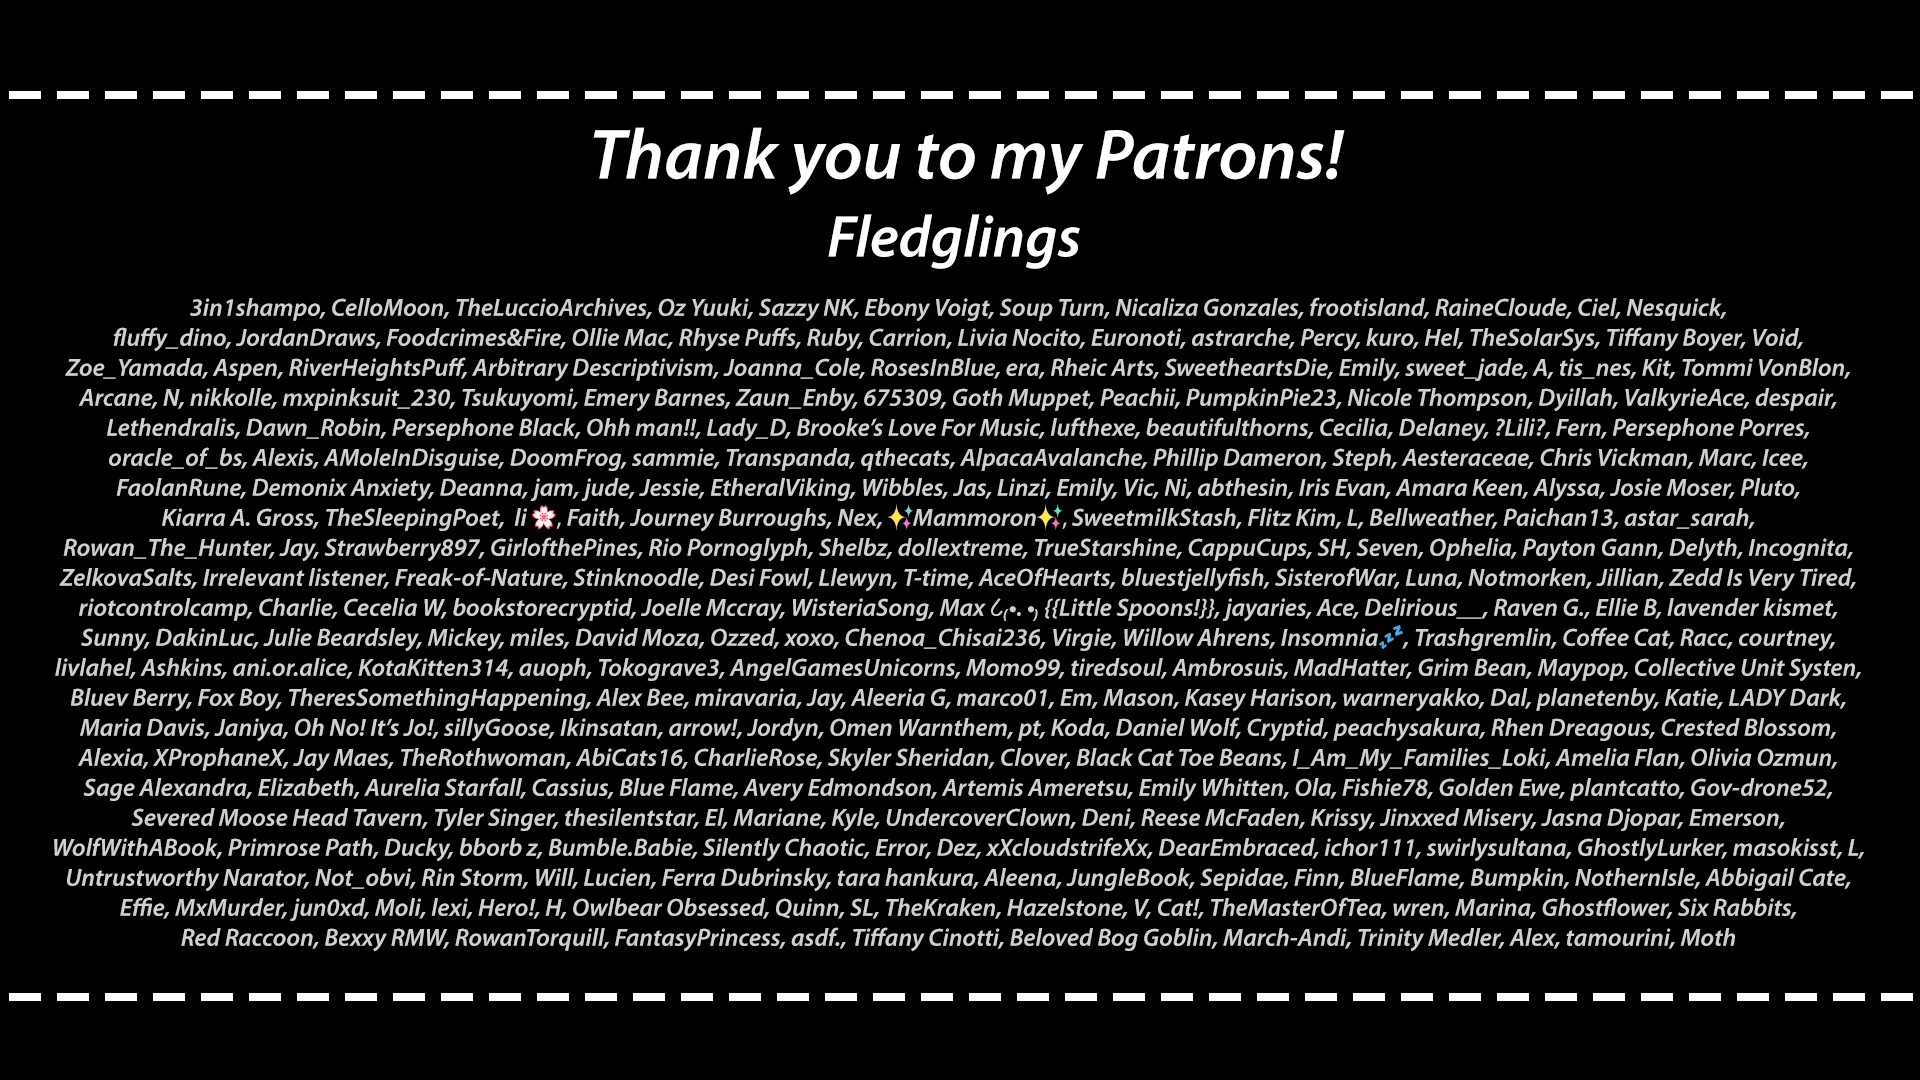 Thank you to my Patrons!
Fledglings
3in1shampo, CelloMoon, TheLuccioArchives, Oz Yuuki, Sazzy NK, Ebony Voigt, Soup Turn, Nicaliza Gonzales, frootisland, RaineCloude, Ciel, Nesquick,
fluffy_dino, JordanDraws, Foodcrimes&Fire, Ollie Mac, Rhyse Puffs, Ruby, Carrion, Livia Nocito, Euronoti, astrarche, Percy, kuro, Hel, TheSolarSys, Tiffany Boyer, Void,
Zoe_Yamada, Aspen, RiverHeightsPuff, Arbitrary Descriptivism, Joanna_Cole, RosesInBlue, era, Rheic Arts, SweetheartsDie, Emily, sweet_jade, A, tis_nes, Kit, Tommi VonBlon,
Arcane, N, nikkolle, mxpinksuit_230, Tsukuyomi, Emery Barnes, Zaun_Enby, 675309, Goth Muppet, Peachii, PumpkinPie23, Nicole Thompson, Dyillah, ValkyrieAce, despair,
Lethendralis, Dawn_Robin, Persephone Black, Ohh man!!, Lady_D, Brooke’s Love For Music, lufthexe, beautifulthorns, Cecilia, Delaney, ?Lili?, Fern, Persephone Porres,
oracle_of_bs, Alexis, AMoleInDisguise, DoomFrog, sammie, Transpanda, qthecats, AlpacaAvalanche, Phillip Dameron, Steph, Aesteraceae, Chris Vickman, Marc, Icee,
FaolanRune, Demonix Anxiety, Deanna, jam, jude, Jessie, EtheralViking, Wibbles, Jas, Linzi, Emily, Vic, Ni, abthesin, Iris Evan, Amara Keen, Alyssa, Josie Moser, Pluto,
Kiarra A. Gross, TheSleepingPoet, li 🌸, Faith, Journey Burroughs, Nex, ✨Mammoron✨, SweetmilkStash, Flitz Kim, L, Bellweather, Paichan13, astar_sarah,
Rowan_The_Hunter, Jay, Strawberry897, GirlofthePines, Rio Pornoglyph, Shelbz, dollextreme, TrueStarshine, CappuCups, SH, Seven, Ophelia, Payton Gann, Delyth, Incognita,
ZelkovaSalts, Irrelevant listener, Freak-of-Nature, Stinknoodle, Desi Fowl, Llewyn, T-time, AceOfHearts, bluestjellyfish, SisterofWar, Luna, Notmorken, Jillian, Zedd Is Very Tired,
riotcontrolcamp, Charlie, Cecelia W, bookstorecryptid, Joelle Mccray, WisteriaSong, Max ૮₍•. •₎ {{Little Spoons!}}, jayaries, Ace, Delirious__, Raven G., Ellie B, lavender kismet,
Sunny, DakinLuc, Julie Beardsley, Mickey, miles, David Moza, Ozzed, xoxo, Chenoa_Chisai236, Virgie, Willow Ahrens, Insomnia💤, Trashgremlin, Coffee Cat, Racc, courtney,
livlahel, Ashkins, ani.or.alice, KotaKitten314, auoph, Tokograve3, AngelGamesUnicorns, Momo99, tiredsoul, Ambrosuis, MadHatter, Grim Bean, Maypop, Collective Unit Systen,
Bluev Berry, Fox Boy, TheresSomethingHappening, Alex Bee, miravaria, Jay, Aleeria G, marco01, Em, Mason, Kasey Harison, warneryakko, Dal, planetenby, Katie, LADY Dark,
Maria Davis, Janiya, Oh No! It’s Jo!, sillyGoose, Ikinsatan, arrow!, Jordyn, Omen Warnthem, pt, Koda, Daniel Wolf, Cryptid, peachysakura, Rhen Dreagous, Crested Blossom,
Alexia, XProphaneX, Jay Maes, TheRothwoman, AbiCats16, CharlieRose, Skyler Sheridan, Clover, Black Cat Toe Beans, I_Am_My_Families_Loki, Amelia Flan, Olivia Ozmun,
Sage Alexandra, Elizabeth, Aurelia Starfall, Cassius, Blue Flame, Avery Edmondson, Artemis Ameretsu, Emily Whitten, Ola, Fishie78, Golden Ewe, plantcatto, Gov-drone52,
Severed Moose Head Tavern, Tyler Singer, thesilentstar, El, Mariane, Kyle, UndercoverClown, Deni, Reese McFaden, Krissy, Jinxxed Misery, Jasna Djopar, Emerson,
WolfWithABook, Primrose Path, Ducky, bborb z, Bumble.Babie, Silently Chaotic, Error, Dez, xXcloudstrifeXx, DearEmbraced, ichor111, swirlysultana, GhostlyLurker, masokisst, L,
Untrustworthy Narator, Not_obvi, Rin Storm, Will, Lucien, Ferra Dubrinsky, tara hankura, Aleena, JungleBook, Sepidae, Finn, BlueFlame, Bumpkin, NothernIsle, Abbigail Cate,
Effie, MxMurder, jun0xd, Moli, lexi, Hero!, H, Owlbear Obsessed, Quinn, SL, TheKraken, Hazelstone, V, Cat!, TheMasterOfTea, wren, Marina, Ghostflower, Six Rabbits,
Red Raccoon, Bexxy RMW, RowanTorquill, FantasyPrincess, asdf., Tiffany Cinotti, Beloved Bog Goblin, March-Andi, Trinity Medler, Alex, tamourini, Moth